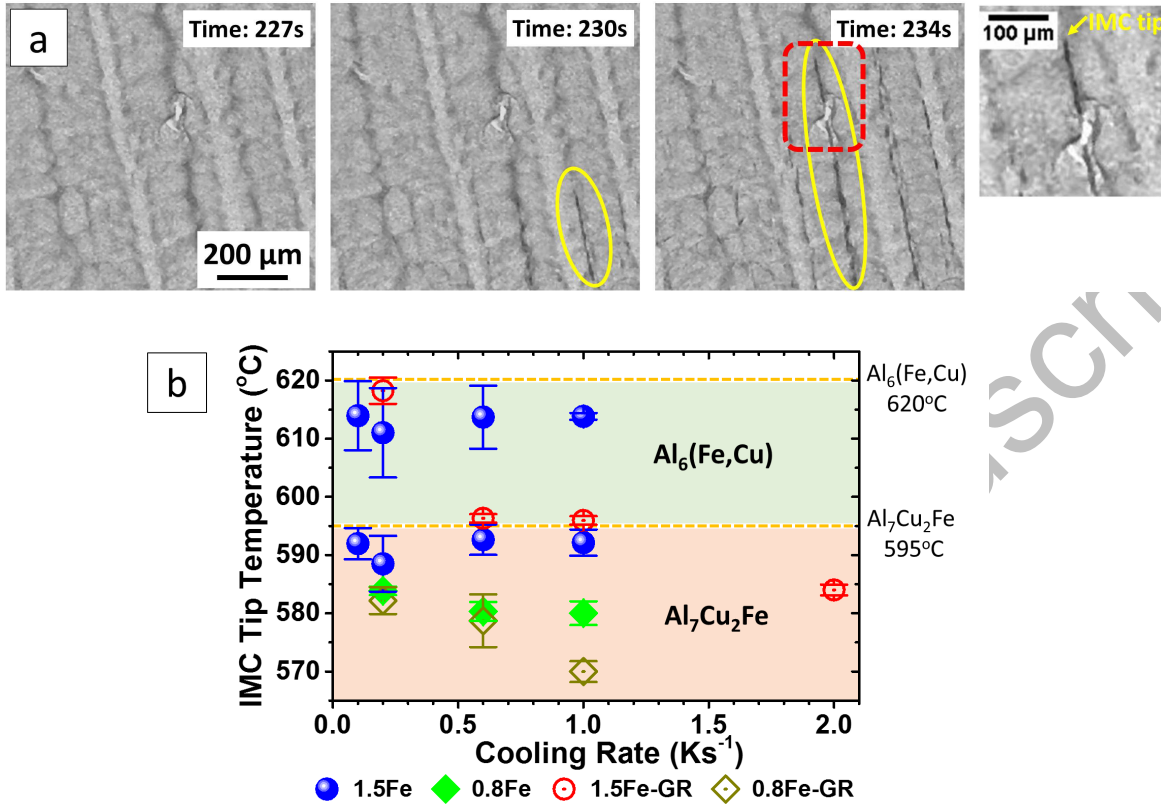 a
Time: 227s
Time: 230s
Time: 234s
100 µm
IMC tip
200 µm
b
IMC Tip Temperature (°C)
620
610
600
590
580
570
Al₆(Fe,Cu)
620°C
Al₆(Fe,Cu)
Al₇Cu₂Fe
595°C
Al₇Cu₂Fe
0.0
0.5
1.0
1.5
2.0
Cooling Rate (Ks⁻¹)
1.5Fe
0.8Fe
1.5Fe-GR
0.8Fe-GR